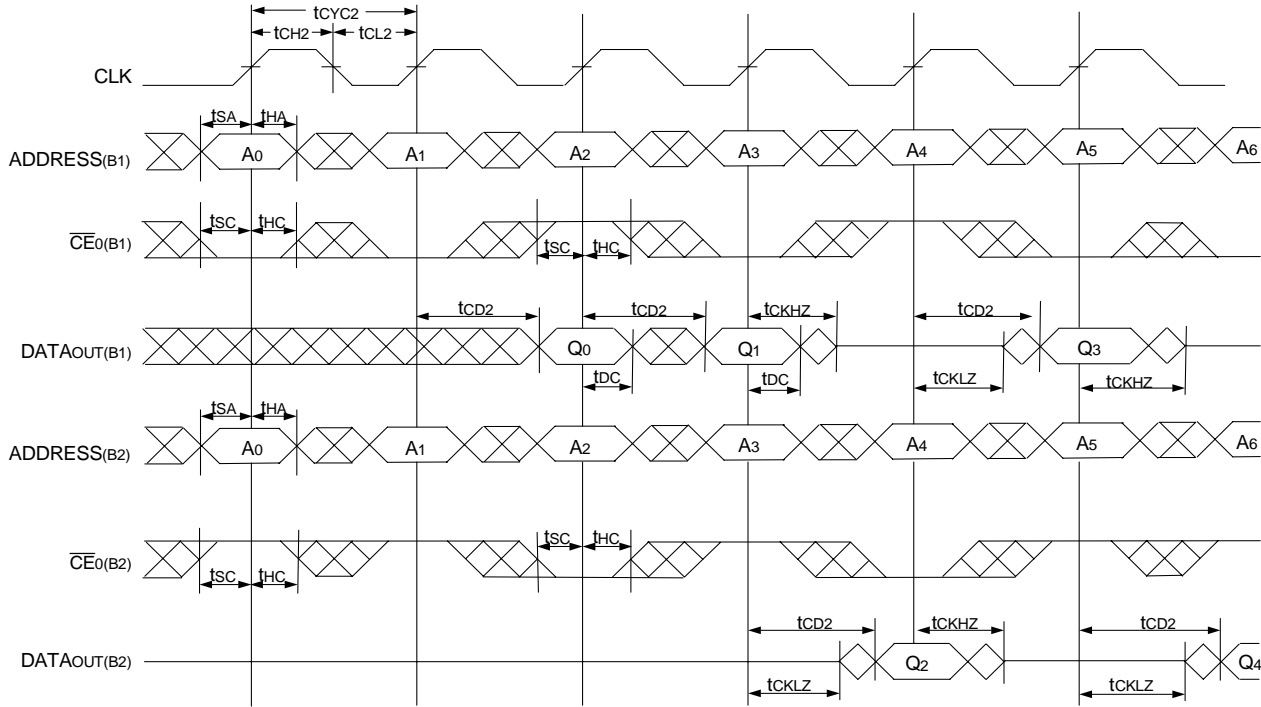 tCYC2
tCH2 tCL2
CLK
tSA tHA
ADDRESS(B1) A0 A1 A2 A3 A4 A5 A6
tSC tHC
CE0(B1)
tSC tHC
tCD2 tCD2 tCKHZ tCD2
DATAOUT(B1) Q0 Q1 Q3
tDC tDC tCKLZ tCKHZ
tSA tHA
ADDRESS(B2) A0 A1 A2 A3 A4 A5 A6
tSC tHC
CE0(B2)
tSC tHC
tCD2 tCKHZ tCD2
DATAOUT(B2) Q2 Q4
tCKLZ tCKLZ